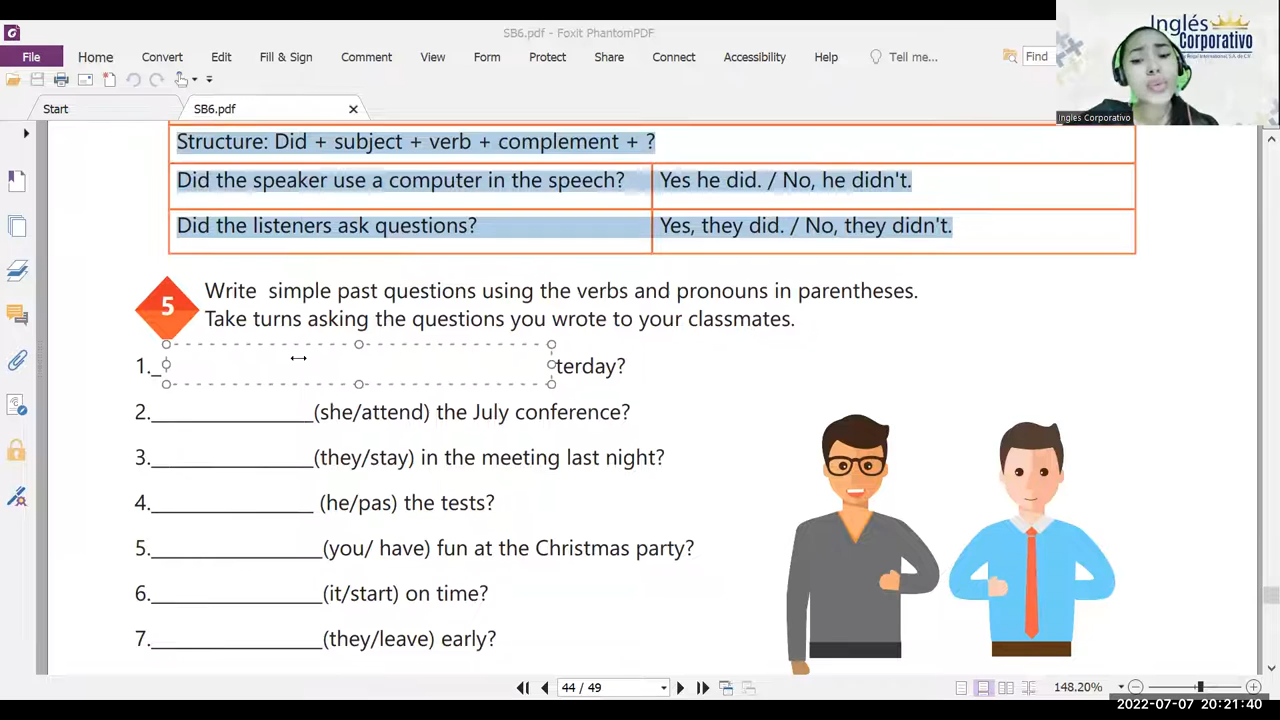 SB6.pdf - Foxit PhantomPDF
File Home Convert Edit Fill & Sign Comment View Form Protect Share Connect Accessibility Help Tell me... Find
Start SB6.pdf
Inglés
Corporativo
Inglés Corporativo
Structure: Did + subject + verb + complement + ?
Did the speaker use a computer in the speech? Yes he did. / No, he didn't.
Did the listeners ask questions? Yes, they did. / No, they didn't.
5
Write simple past questions using the verbs and pronouns in parentheses.
Take turns asking the questions you wrote to your classmates.
1._ terday?
2.______________(she/attend) the July conference?
3.______________(they/stay) in the meeting last night?
4.______________ (he/pas) the tests?
5._______________(you/ have) fun at the Christmas party?
6._______________(it/start) on time?
7._______________(they/leave) early?
44 / 49 148.20%
2022-07-07 20:21:40